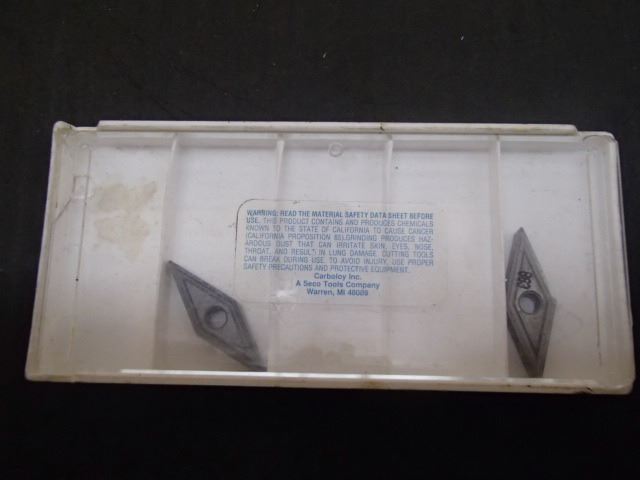 WARNING: READ THE MATERIAL SAFETY DATA SHEET BEFORE
USE. THIS PRODUCT CONTAINS AND PRODUCES CHEMICALS
KNOWN TO THE STATE OF CALIFORNIA TO CAUSE CANCER
(CALIFORNIA PROPOSITION 65). GRINDING PRODUCES HAZ-
ARDOUS DUST THAT CAN IRRITATE SKIN, EYES, NOSE,
THROAT, AND RESULT IN LUNG DAMAGE. CUTTING TOOLS
CAN BREAK DURING USE. TO AVOID INJURY, USE PROPER
SAFETY PRECAUTIONS AND PROTECTIVE EQUIPMENT.
Carboloy Inc.
A Seco Tools Company
Warren, MI 48089
883